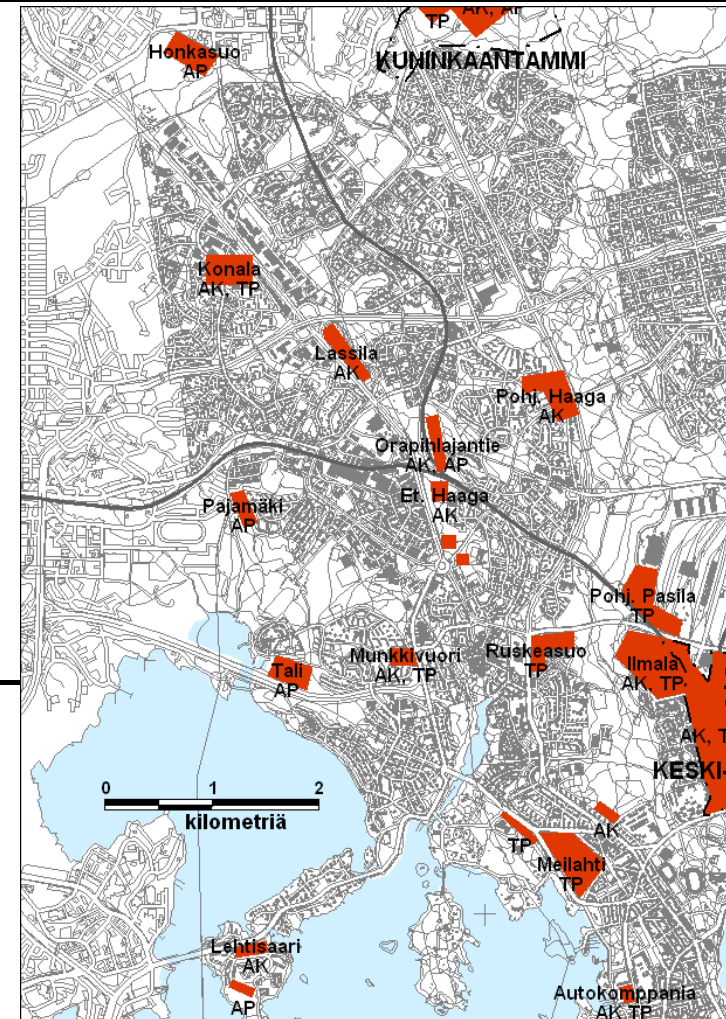 AK, AP
TP
Honkasuo
AP
KUNINKAANTAMMI
Konala
AK, TP
Lassila
AK
Pohj. Haaga
AK
Orapihlajantie
AK, AP
Et. Haaga
AK
Pajamäki
AP
Pohj. Pasila
TP
Munkkivuori
AK, TP
Ruskeasuo
TP
Ilmala
AK, TP
Tali
AP
AK, T
KESKI-
0 1 2
kilometriä
AK
TP
Meilahti
TP
Lehtisaari
AK
AP
Autokomppania
AK TP